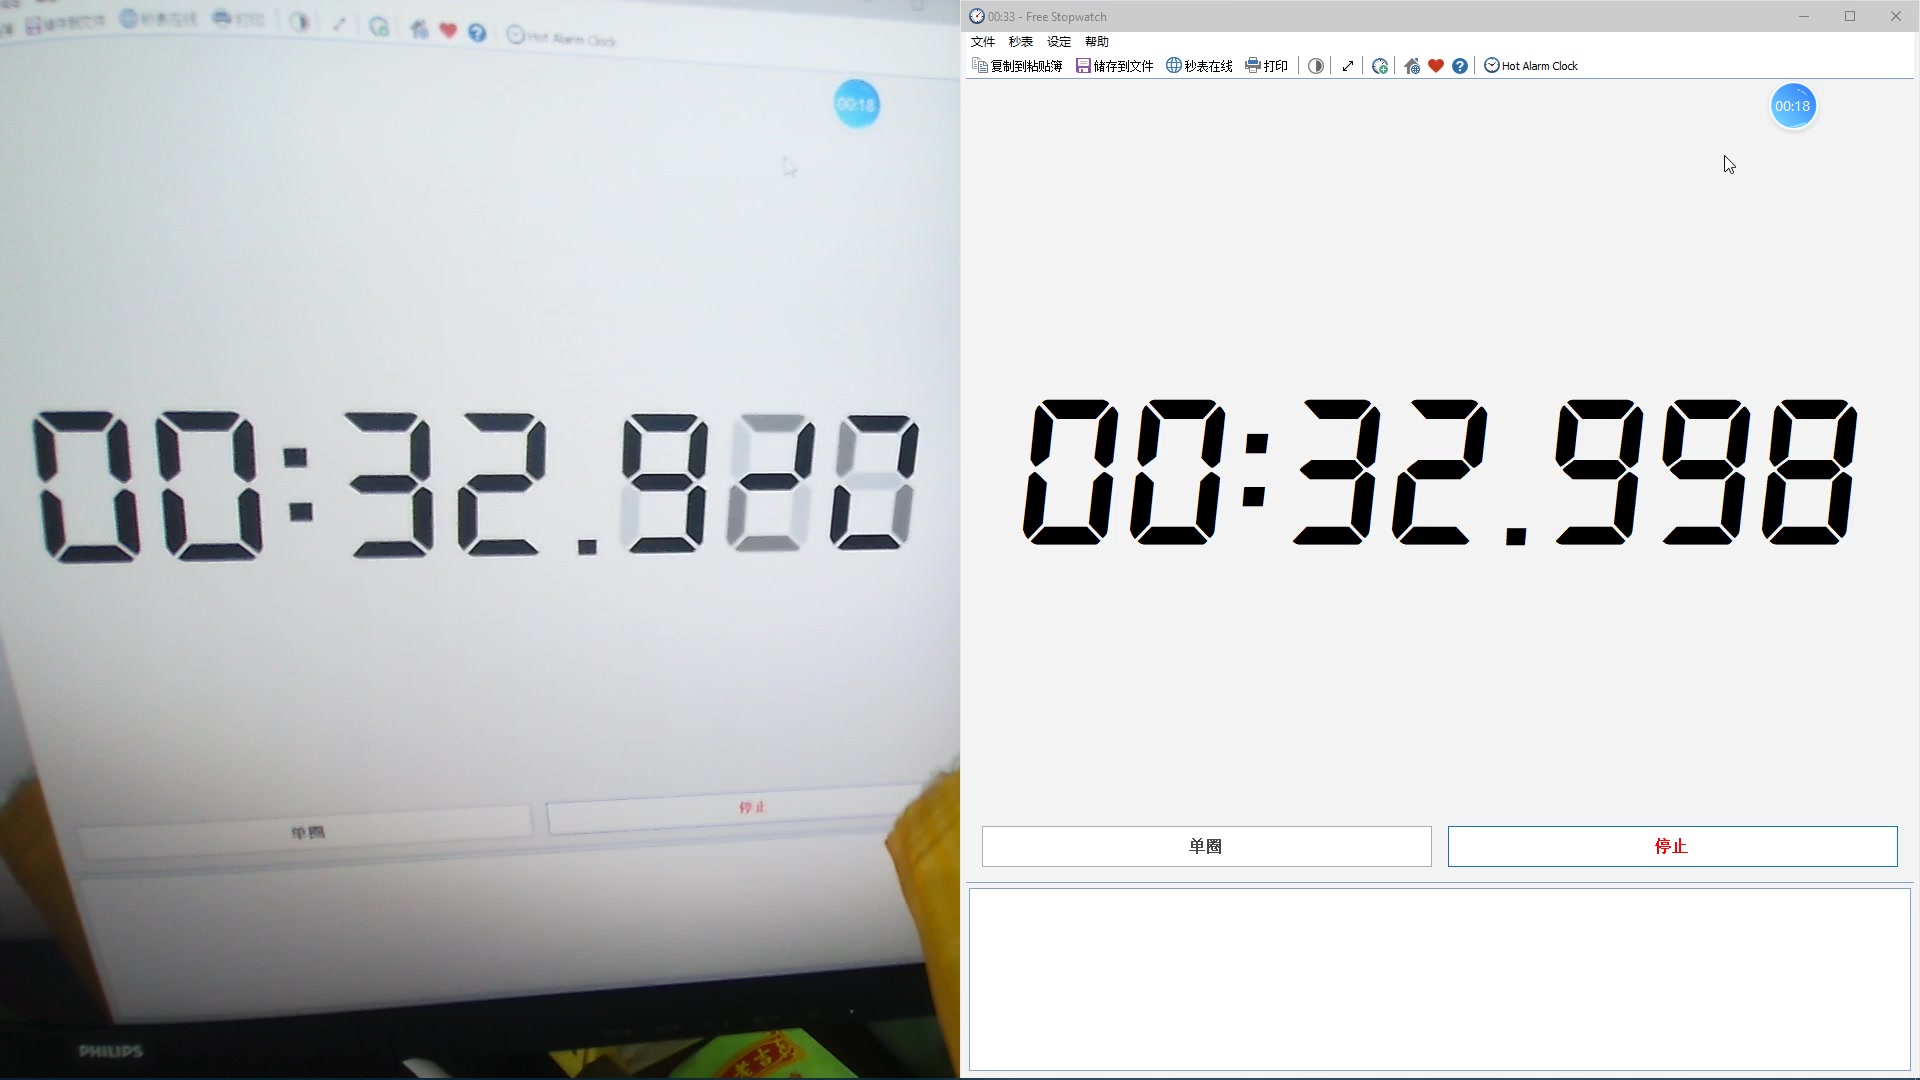 储存到文件 秒表在线 打印 Hot Alarm Clock
00:18
00:32.9
单圈 停止
PHILIPS
00:33 - Free Stopwatch
文件 秒表 设定 帮助
复制到粘贴簿 储存到文件 秒表在线 打印 Hot Alarm Clock
00:18
00:32.998
单圈 停止